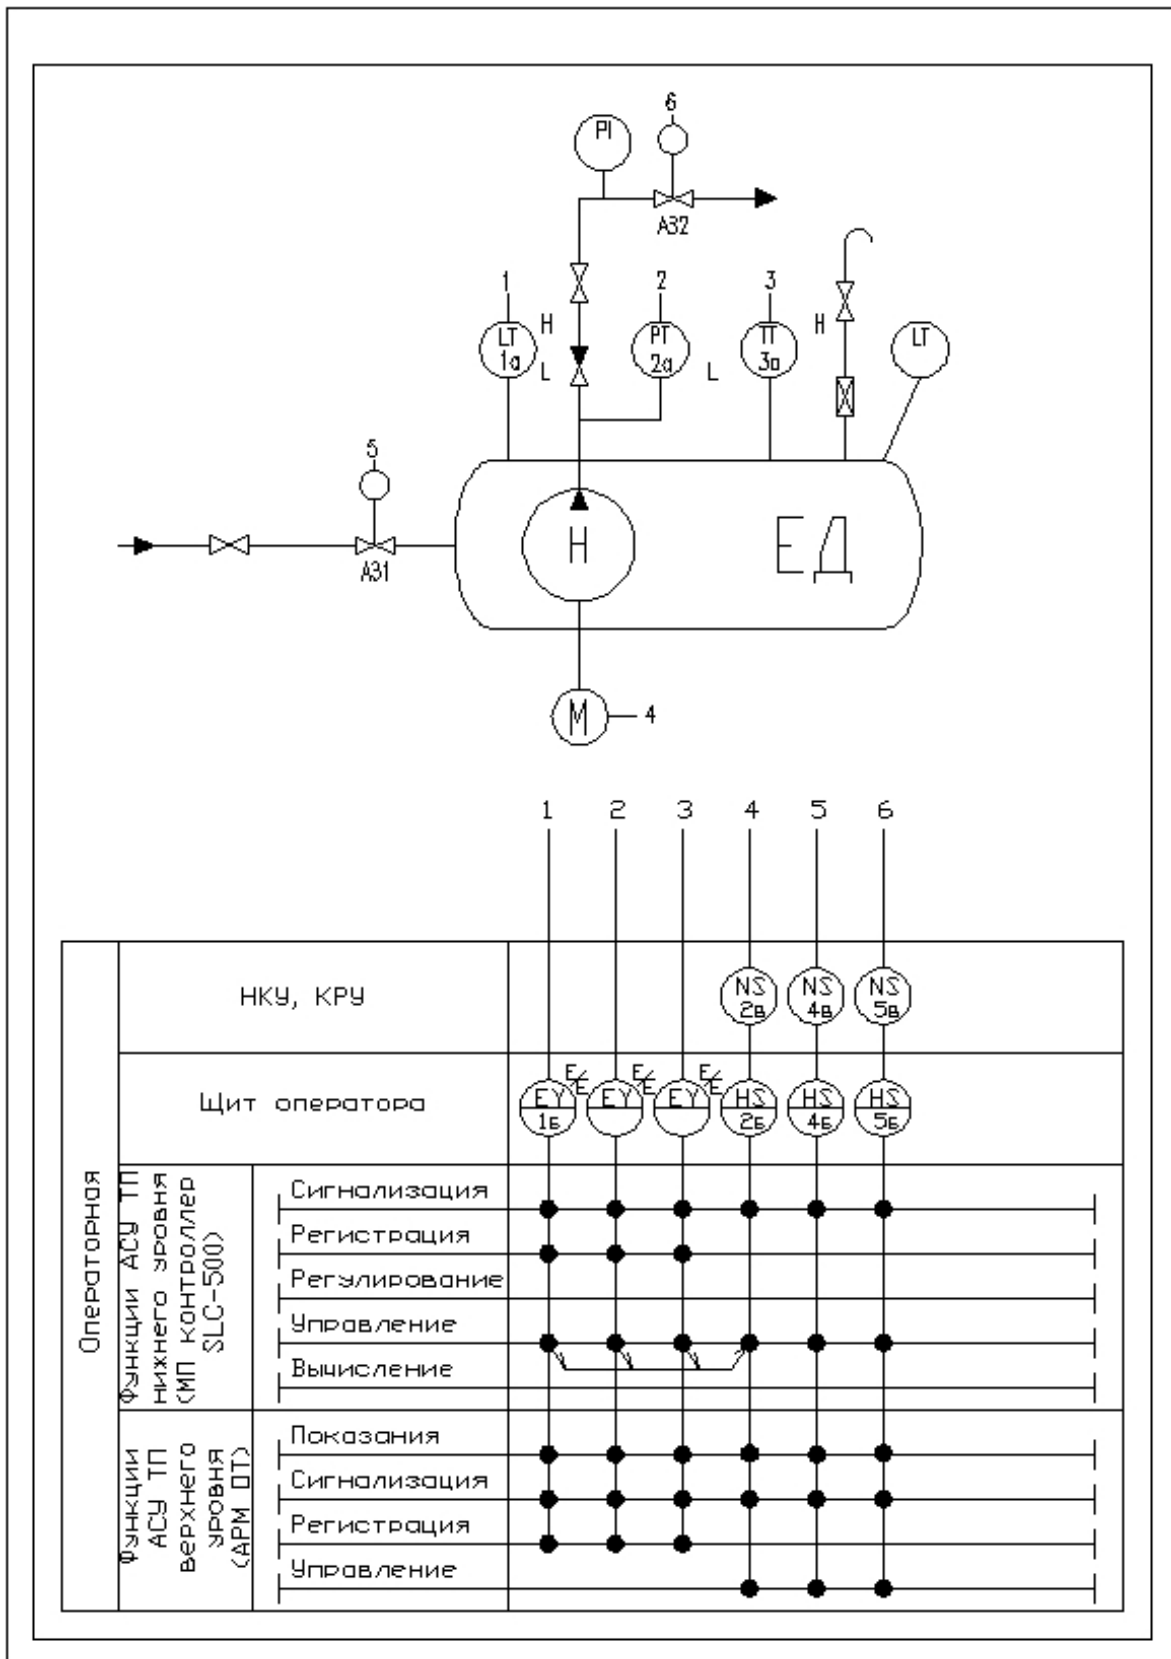 6
PI
АЗ2
1
2
3
LT
1а
H
L
PT
2а
L
TT
3а
H
LT
5
АЗ1
Н
ЕД
М
4
1 2 3 4 5 6
Операторная
НКУ, КРУ
NS
2в
NS
4в
NS
5в
Щит оператора
EY
1Б
E/E
EY
E/E
EY
E/E
HS
2Б
HS
4Б
HS
5Б
Функции АСУ ТП
нижнего уровня
(МП контроллер
SLC-500)
Сигнализация
Регистрация
Регулирование
Управление
Вычисление
Функции
АСУ ТП
верхнего
уровня
(АРМ ОТ)
Показания
Сигнализация
Регистрация
Управление